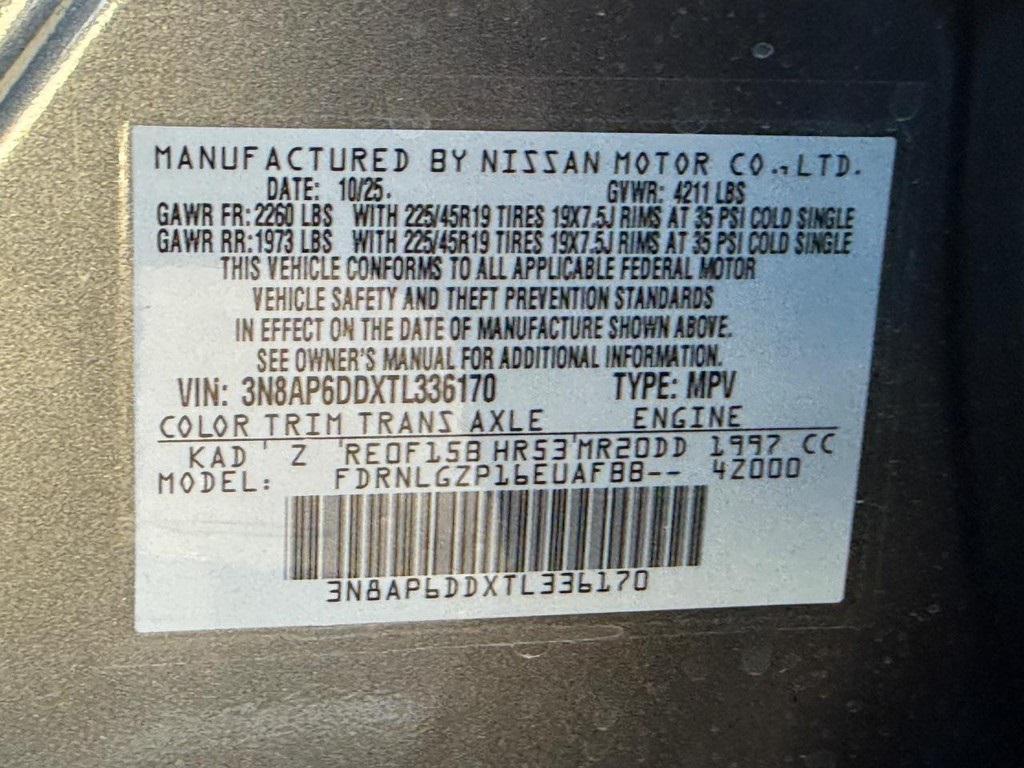 MANUFACTURED BY NISSAN MOTOR CO., LTD.
DATE: 10/25 GVWR: 4211 LBS
GAWR FR: 2260 LBS WITH 225/45R19 TIRES 19X7.5J RIMS AT 35 PSI COLD SINGLE
GAWR RR: 1973 LBS WITH 225/45R19 TIRES 19X7.5J RIMS AT 35 PSI COLD SINGLE
THIS VEHICLE CONFORMS TO ALL APPLICABLE FEDERAL MOTOR
VEHICLE SAFETY AND THEFT PREVENTION STANDARDS
IN EFFECT ON THE DATE OF MANUFACTURE SHOWN ABOVE.
SEE OWNER'S MANUAL FOR ADDITIONAL INFORMATION.
VIN: 3N8AP6DDXTL336170 TYPE: MPV
COLOR TRIM TRANS AXLE ENGINE
KAD ' Z 'RE0F15B HR53'MR20DD 1997 CC
MODEL: FDRNLGZP16EUAFBB-- 4Z000
3N8AP6DDXTL336170